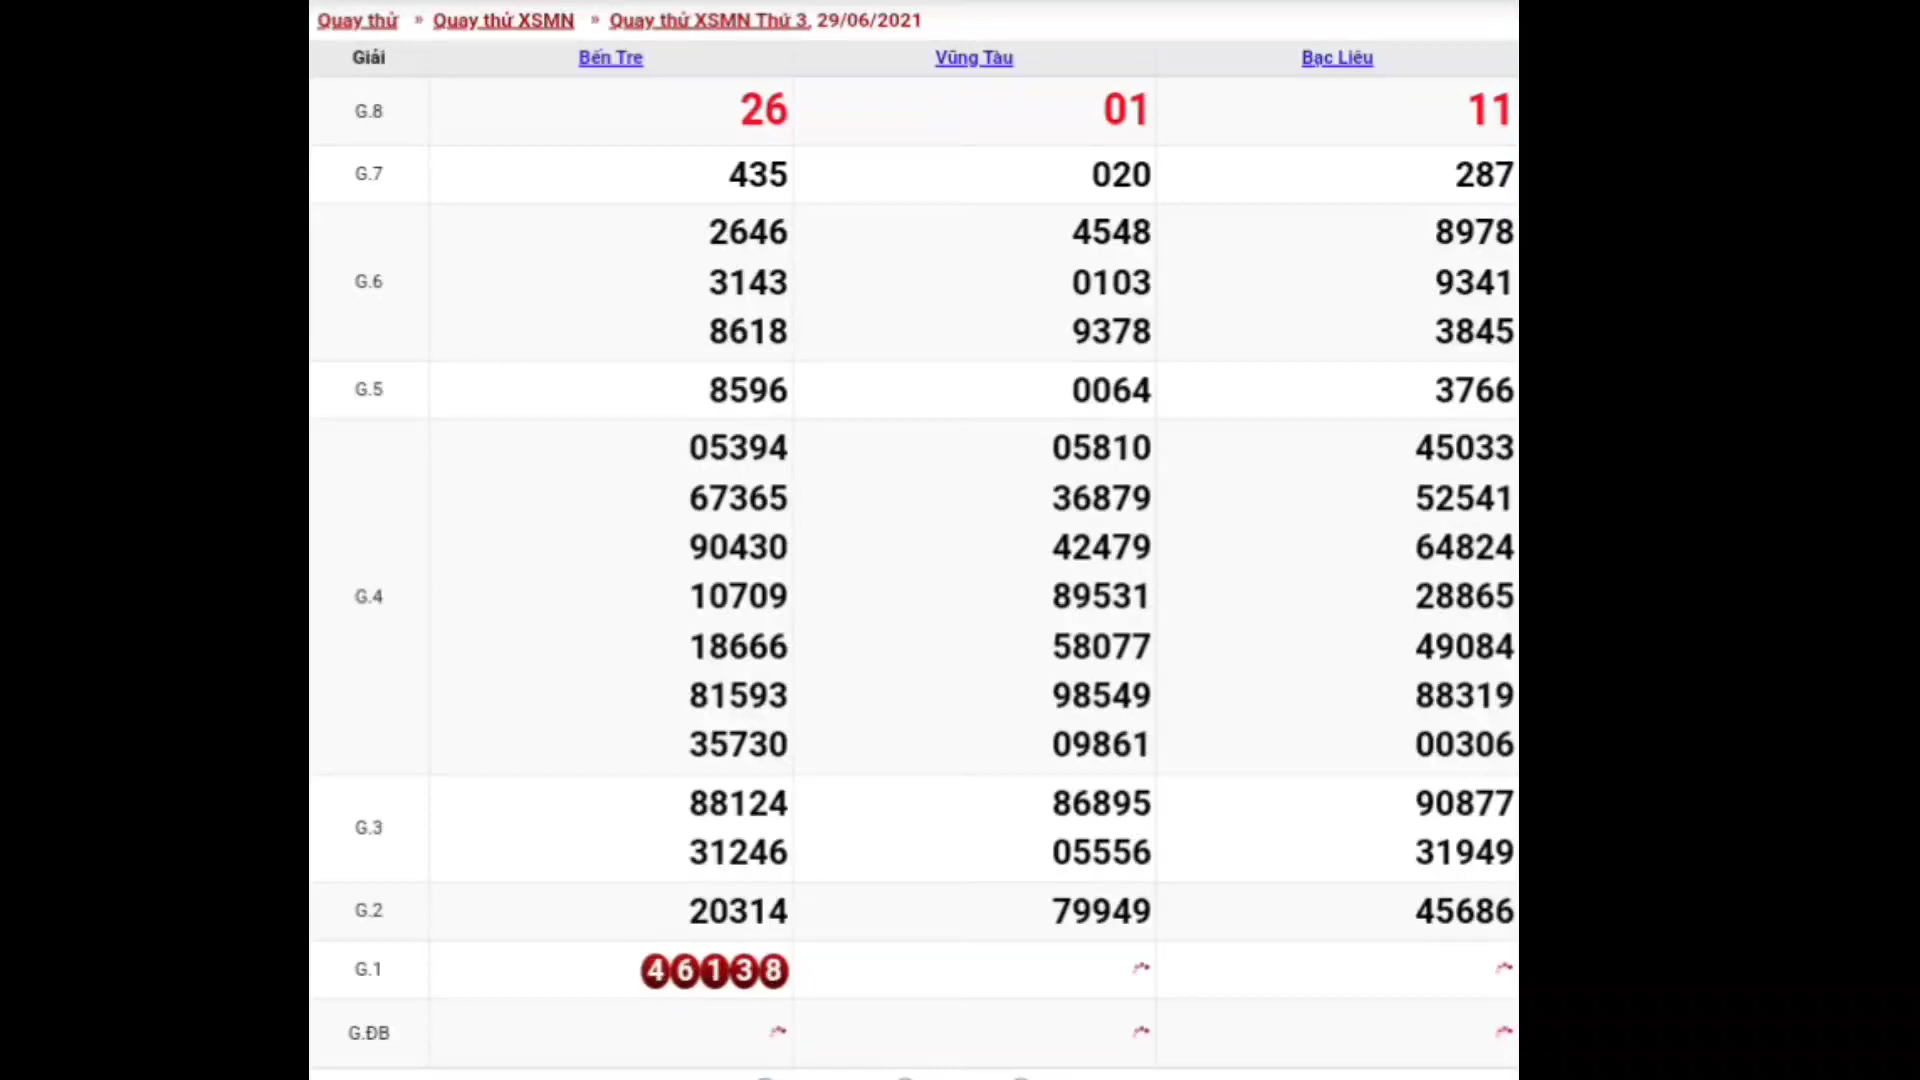 Quay thử » Quay thử XSMN » Quay thử XSMN Thứ 3, 29/06/2021
Giải Bến Tre Vũng Tàu Bạc Liêu
G.8 26 01 11
G.7 435 020 287
2646 4548 8978
G.6 3143 0103 9341
8618 9378 3845
G.5 8596 0064 3766
05394 05810 45033
67365 36879 52541
90430 42479 64824
G.4 10709 89531 28865
18666 58077 49084
81593 98549 88319
35730 09861 00306
G.3
88124 86895 90877
31246 05556 31949
G.2 20314 79949 45686
G.1 46138
G.ĐB